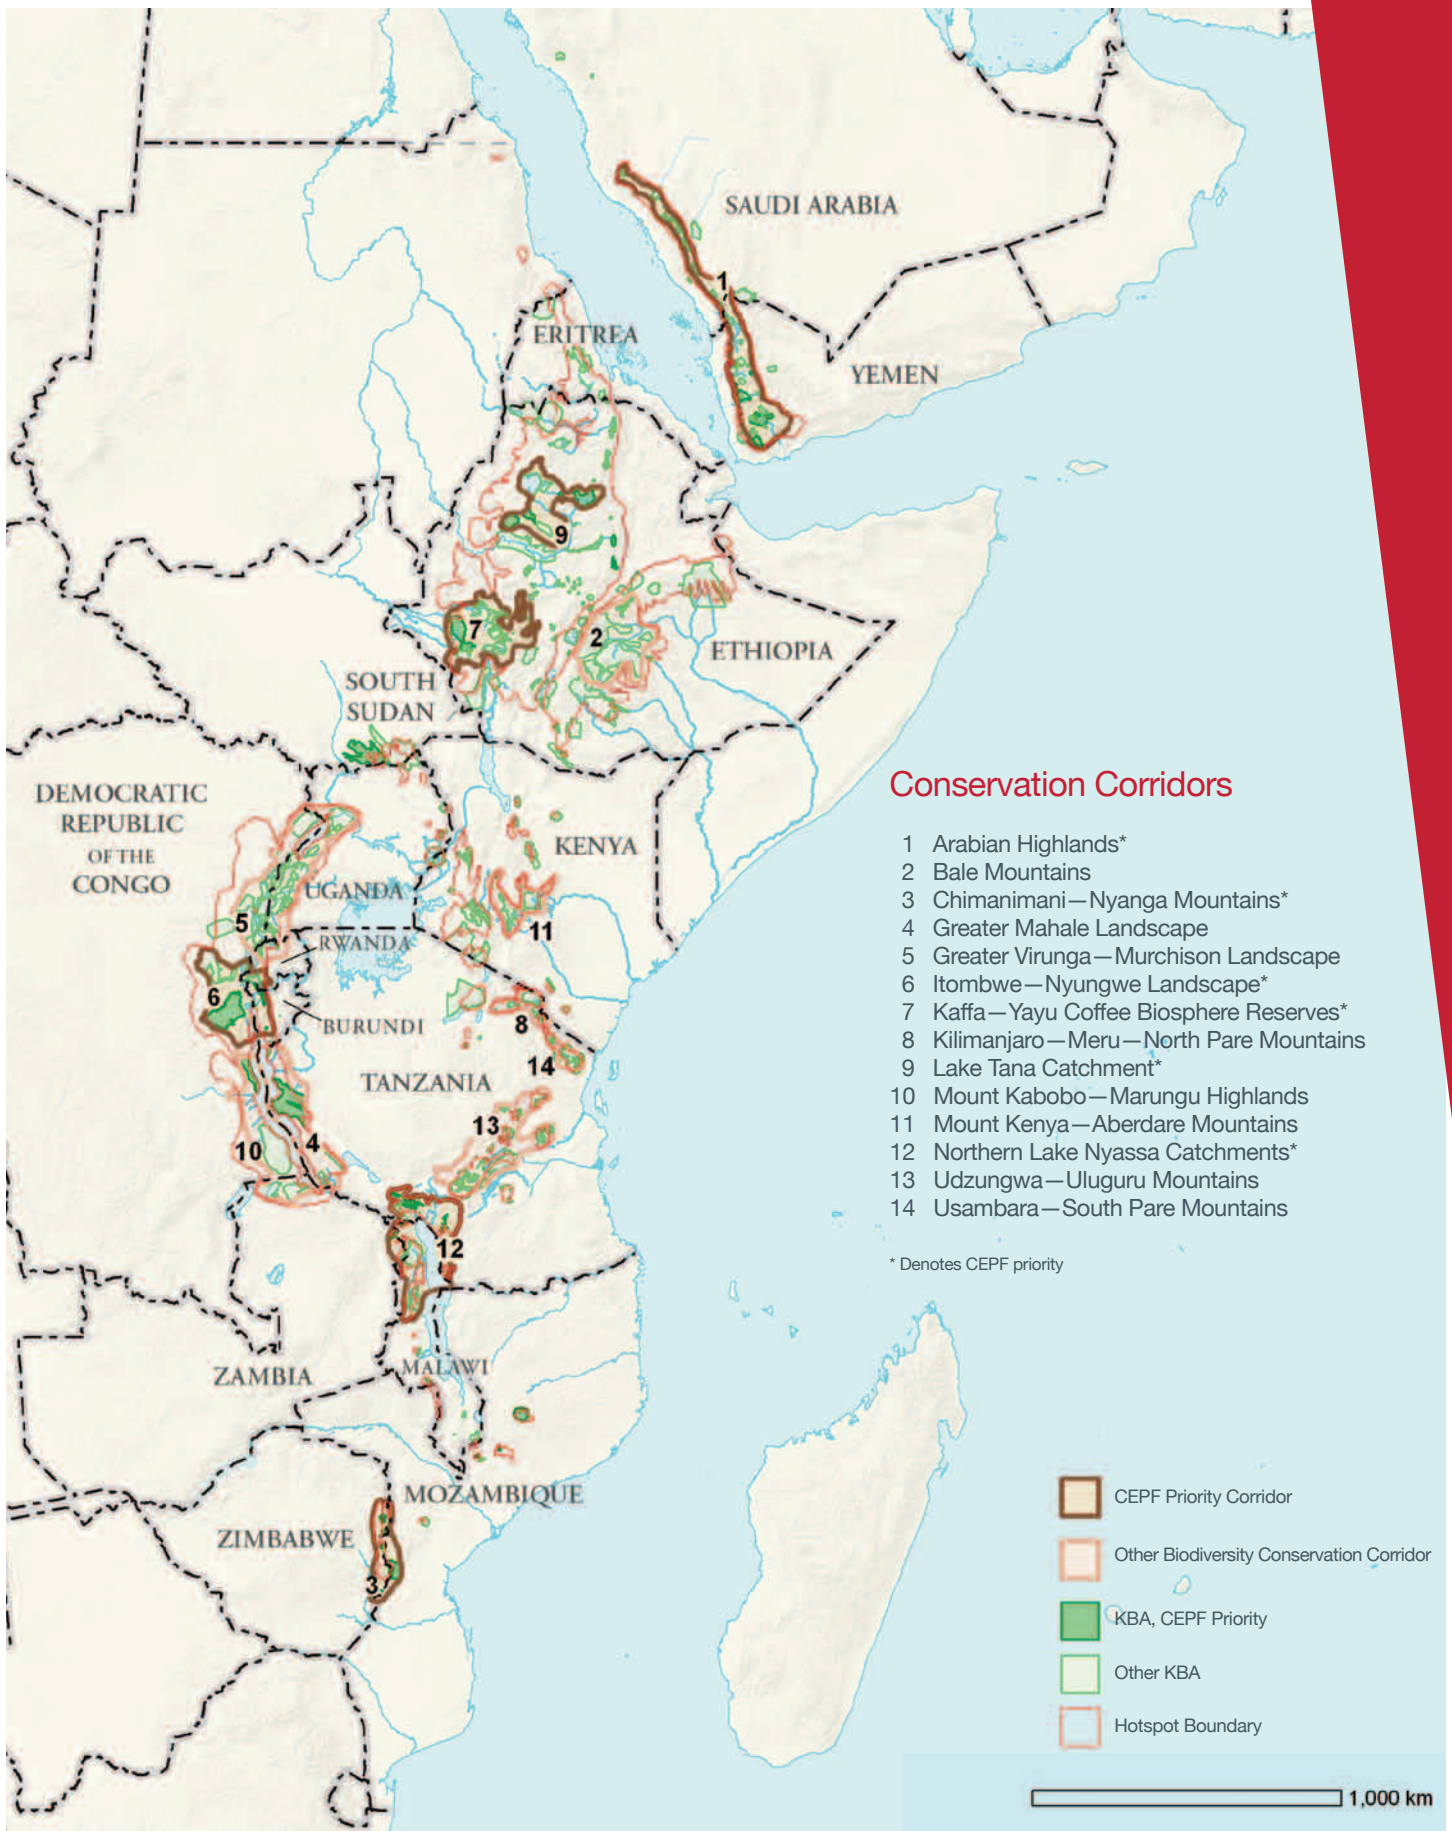 SAUDI ARABIA
1
ERITREA
YEMEN
9
7
2
ETHIOPIA
SOUTH
SUDAN
DEMOCRATIC
REPUBLIC
OF THE
CONGO
KENYA
UGANDA
5
11
RWANDA
6
BURUNDI
8
14
TANZANIA
13
10
4
12
ZAMBIA
MALAWI
MOZAMBIQUE
ZIMBABWE
3
Conservation Corridors
1 Arabian Highlands*
2 Bale Mountains
3 Chimanimani—Nyanga Mountains*
4 Greater Mahale Landscape
5 Greater Virunga—Murchison Landscape
6 Itombwe—Nyungwe Landscape*
7 Kaffa—Yayu Coffee Biosphere Reserves*
8 Kilimanjaro—Meru—North Pare Mountains
9 Lake Tana Catchment*
10 Mount Kabobo—Marungu Highlands
11 Mount Kenya—Aberdare Mountains
12 Northern Lake Nyassa Catchments*
13 Udzungwa—Uluguru Mountains
14 Usambara—South Pare Mountains
* Denotes CEPF priority
CEPF Priority Corridor
Other Biodiversity Conservation Corridor
KBA, CEPF Priority
Other KBA
Hotspot Boundary
1,000 km